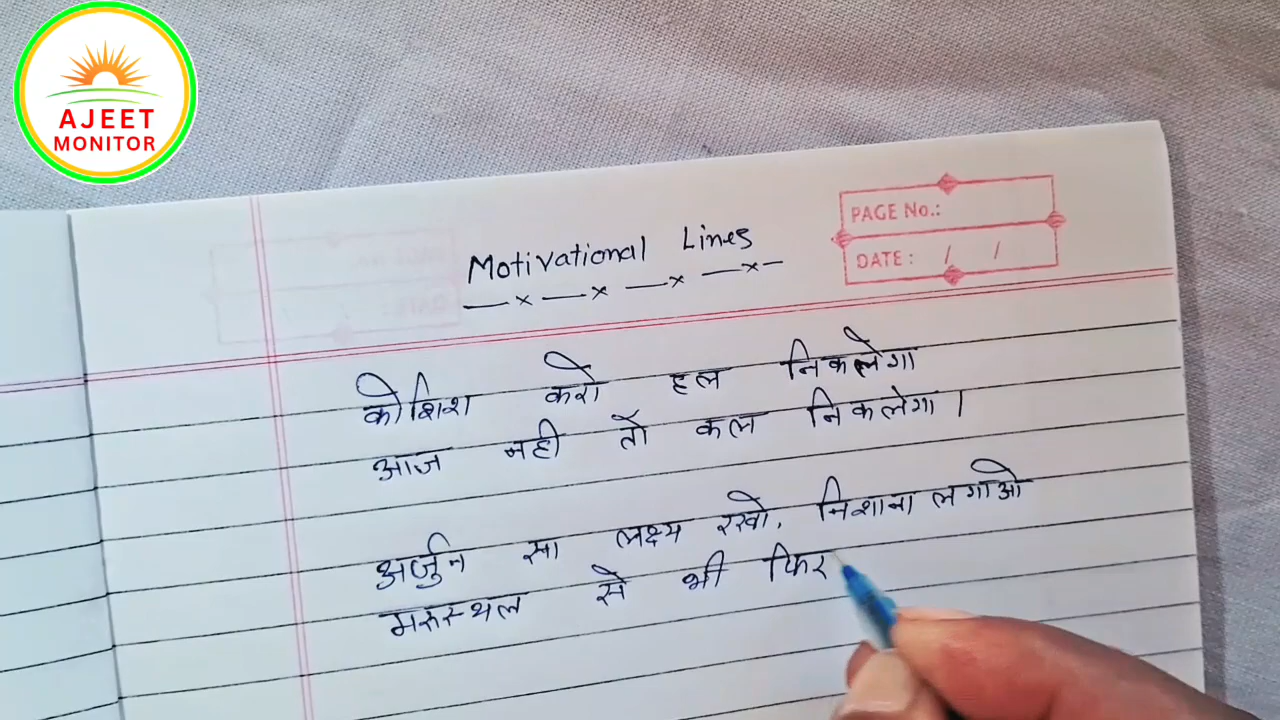 AJEET
MONITOR
PAGE No.:
DATE : / /
Motivational Lines
कोशिश करो हल निकलेगा
आज नही तो कल निकलेगा ।
अर्जुन सा लक्ष्य रखो, निशाना लगाओ
मरुस्थल से भी फिर